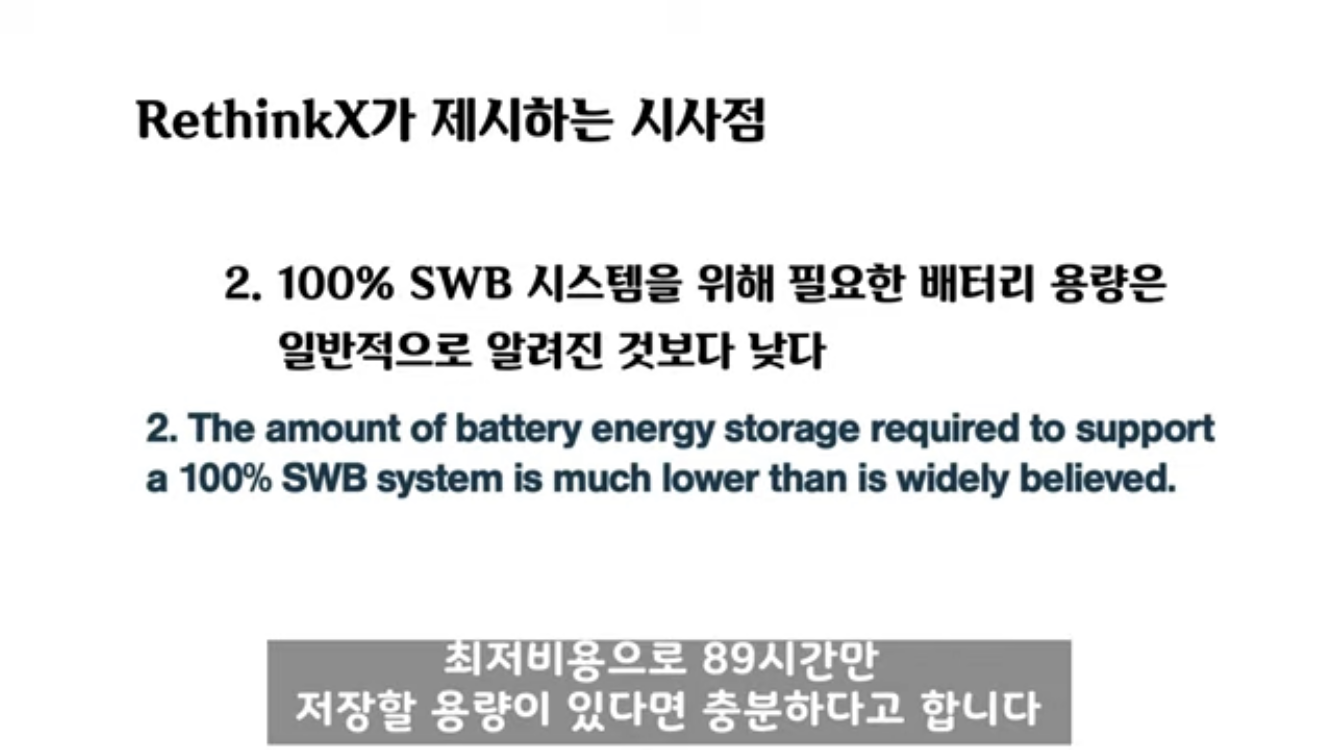 RethinkX가 제시하는 시사점
2. 100% SWB 시스템을 위해 필요한 배터리 용량은
일반적으로 알려진 것보다 낮다
2. The amount of battery energy storage required to support
a 100% SWB system is much lower than is widely believed.
최저비용으로 89시간만
저장할 용량이 있다면 충분하다고 합니다